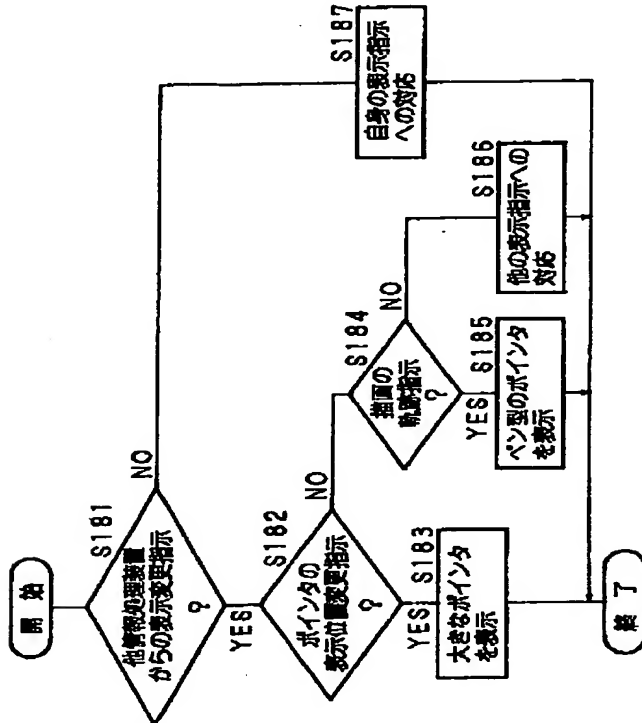 開始
S181
他情報処理装置
からの表示変更指示
?
NO
YES
S182
ポインタの
表示位置変更指示
?
NO
YES
S183
大きなポインタ
を表示
S184
描画の
軌跡指示
?
NO
YES
S185
ペン型のポインタ
を表示
S186
他の表示指示への
対応
S187
自身の表示指示
への対応
終了